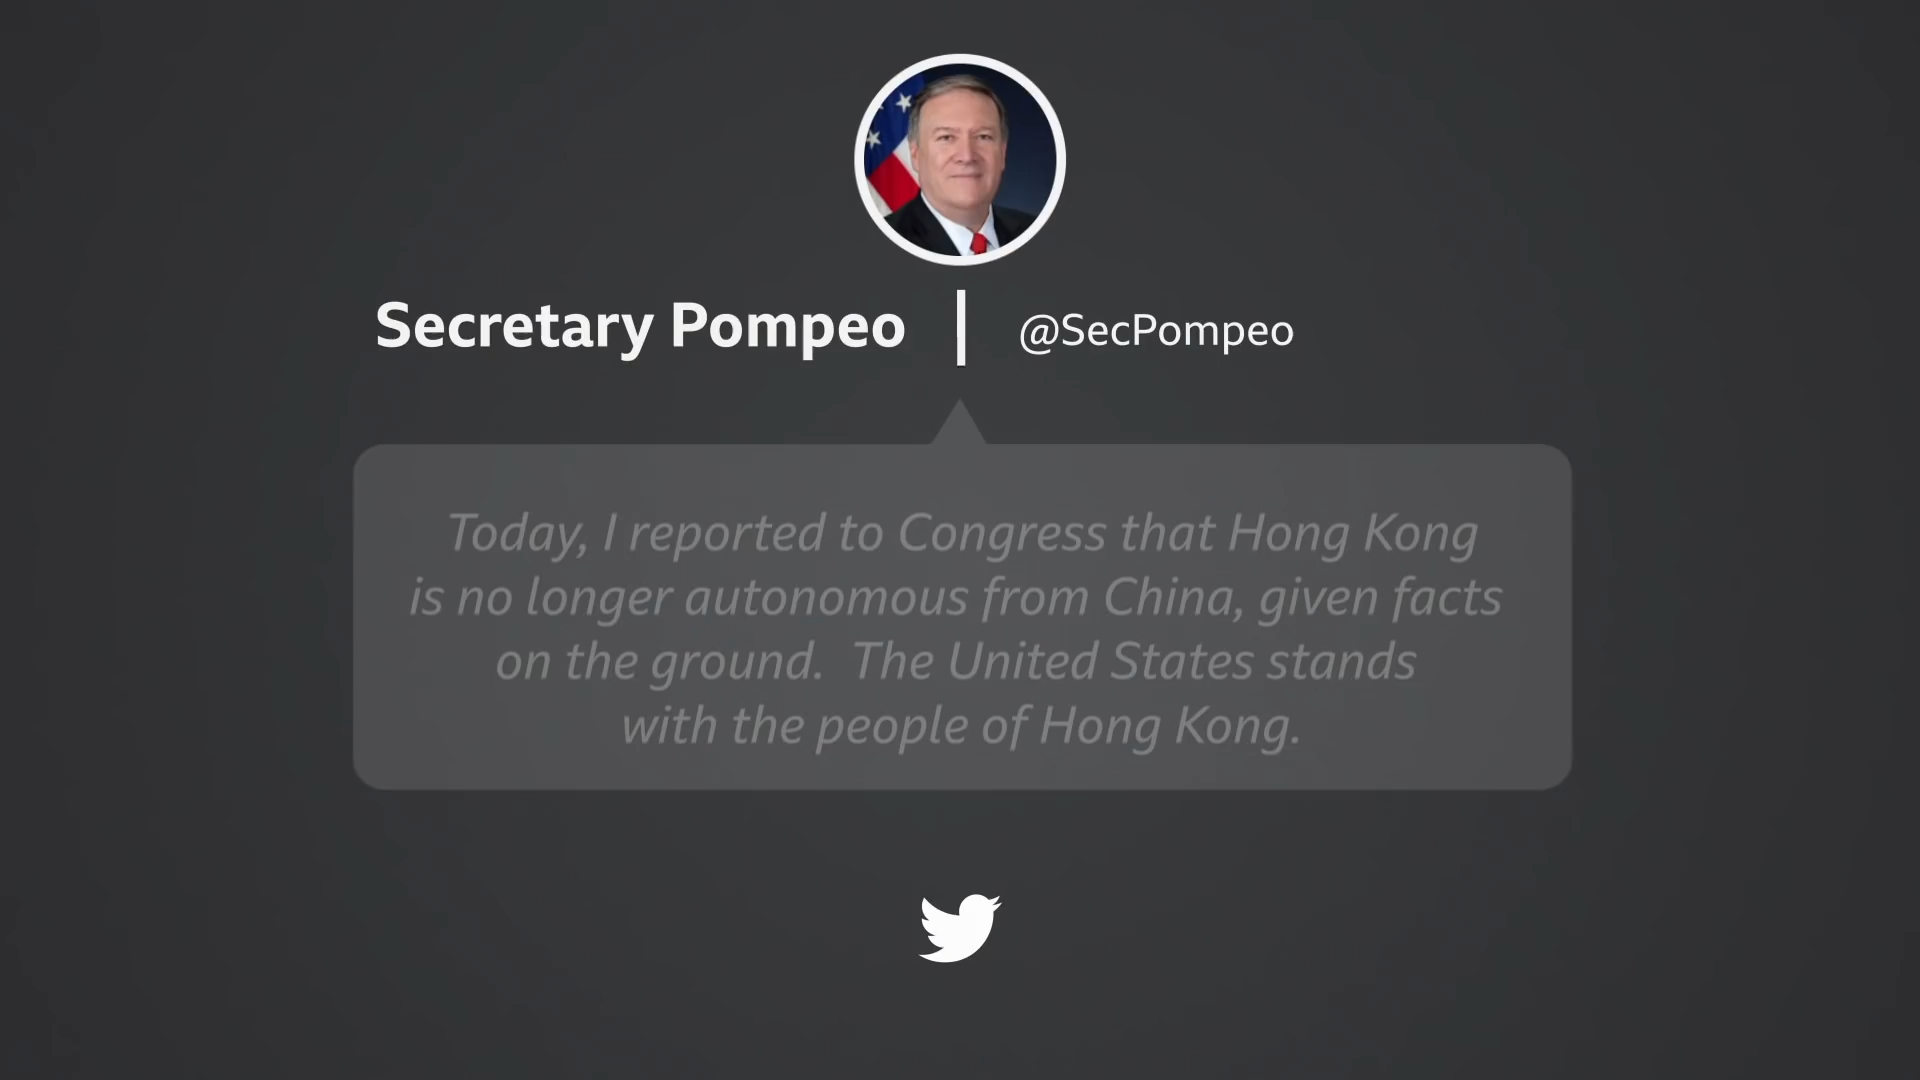 Secretary Pompeo | @SecPompeo
Today, I reported to Congress that Hong Kong
is no longer autonomous from China, given facts
on the ground.  The United States stands
with the people of Hong Kong.